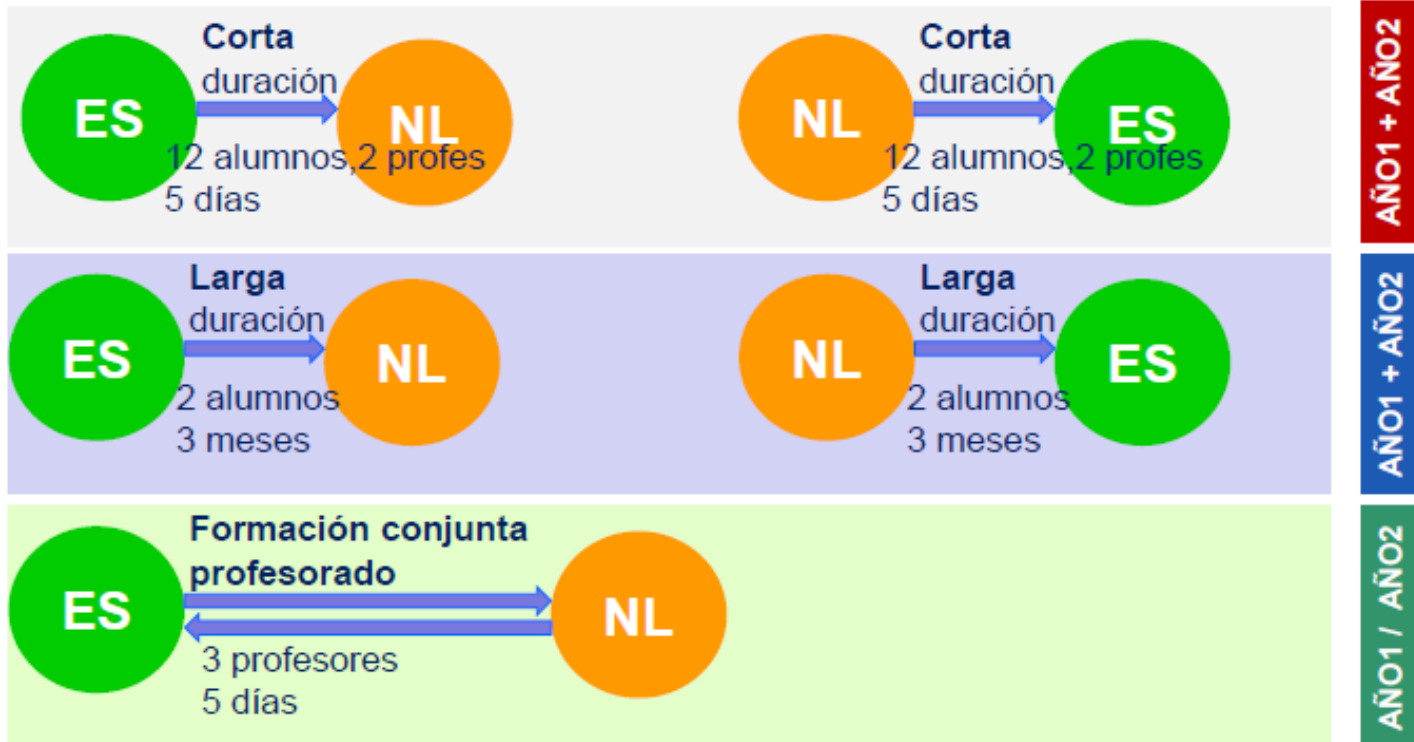 Corta
duración
ES
NL
12 alumnos,2 profes
5 días
Corta
duración
NL
ES
12 alumnos,2 profes
5 días
AÑO1 + AÑO2
Larga
duración
ES
NL
2 alumnos
3 meses
Larga
duración
NL
ES
2 alumnos
3 meses
AÑO1 + AÑO2
Formación conjunta
profesorado
ES
NL
3 profesores
5 días
AÑO1 / AÑO2